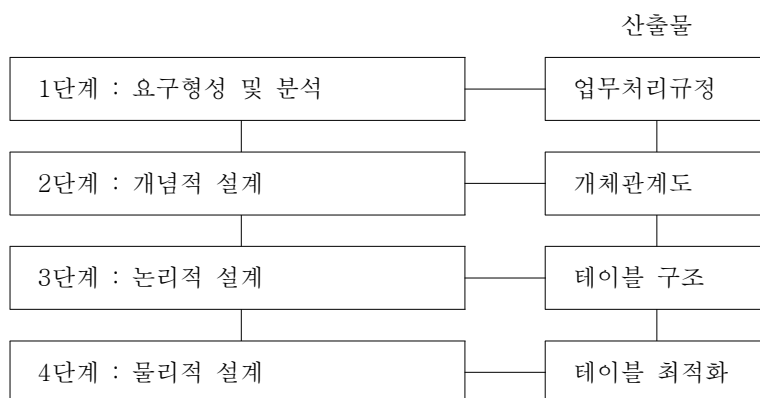 산출물
1단계 : 요구형성 및 분석
업무처리규정
2단계 : 개념적 설계
개체관계도
3단계 : 논리적 설계
테이블 구조
4단계 : 물리적 설계
테이블 최적화